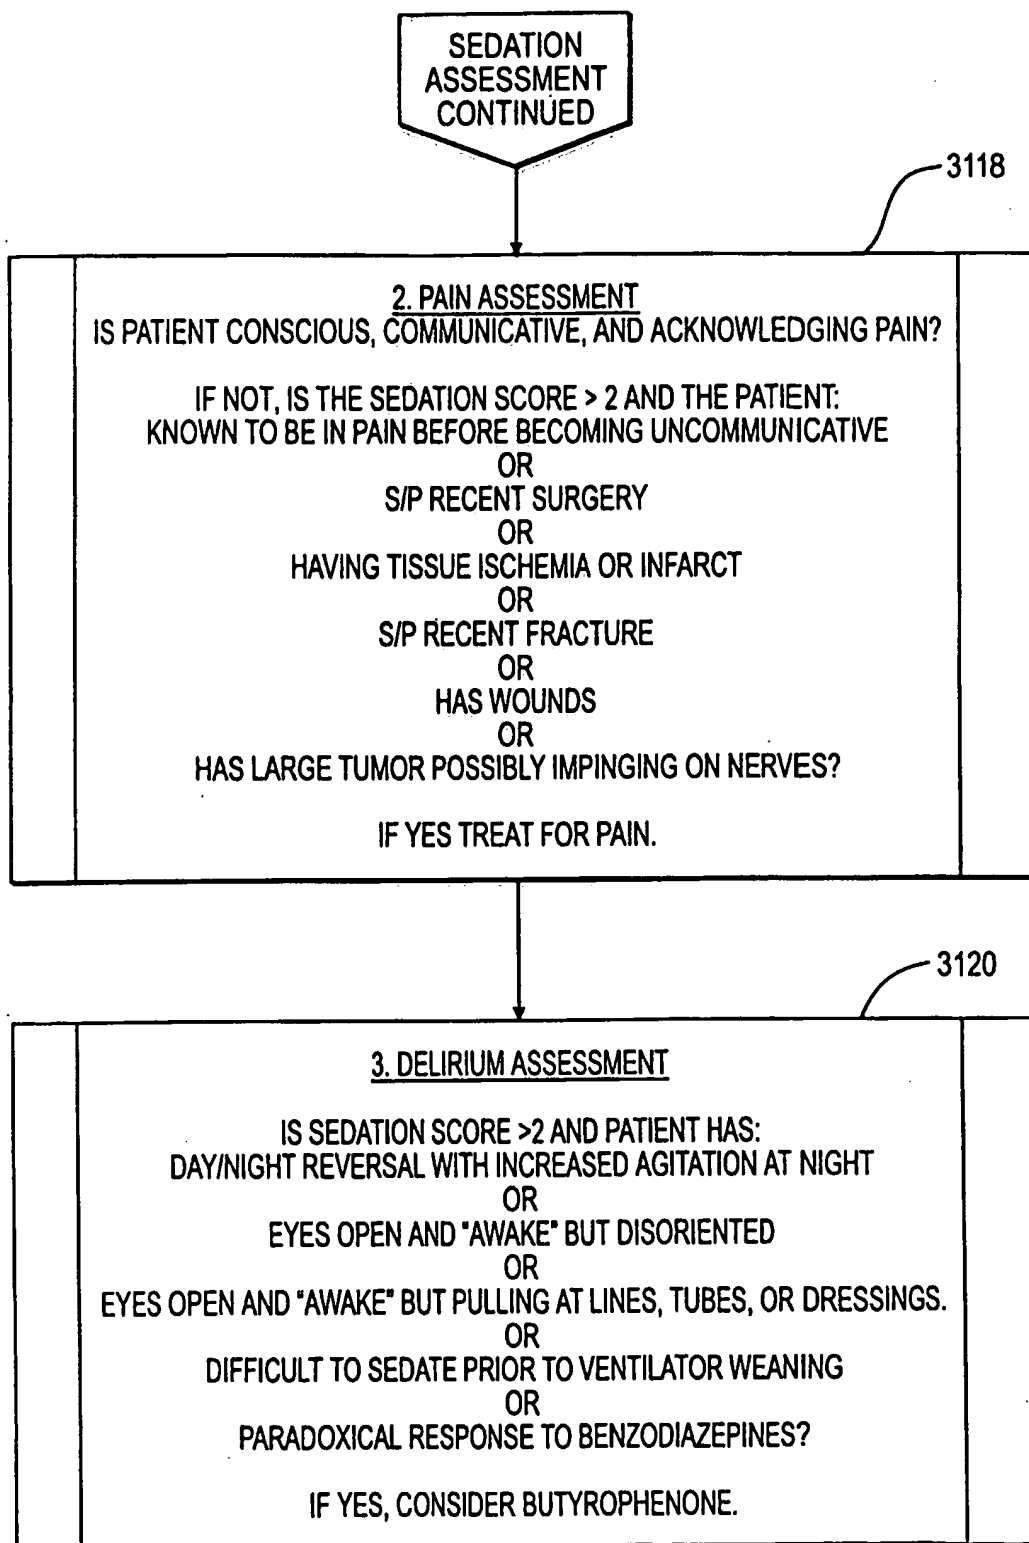 SEDATION
ASSESSMENT
CONTINUED
3118
2. PAIN ASSESSMENT
IS PATIENT CONSCIOUS, COMMUNICATIVE, AND ACKNOWLEDGING PAIN?
IF NOT, IS THE SEDATION SCORE > 2 AND THE PATIENT:
KNOWN TO BE IN PAIN BEFORE BECOMING UNCOMMUNICATIVE
OR
S/P RECENT SURGERY
OR
HAVING TISSUE ISCHEMIA OR INFARCT
OR
S/P RECENT FRACTURE
OR
HAS WOUNDS
OR
HAS LARGE TUMOR POSSIBLY IMPINGING ON NERVES?
IF YES TREAT FOR PAIN.
3120
3. DELIRIUM ASSESSMENT
IS SEDATION SCORE >2 AND PATIENT HAS:
DAY/NIGHT REVERSAL WITH INCREASED AGITATION AT NIGHT
OR
EYES OPEN AND "AWAKE" BUT DISORIENTED
OR
EYES OPEN AND "AWAKE" BUT PULLING AT LINES, TUBES, OR DRESSINGS.
OR
DIFFICULT TO SEDATE PRIOR TO VENTILATOR WEANING
OR
PARADOXICAL RESPONSE TO BENZODIAZEPINES?
IF YES, CONSIDER BUTYROPHENONE.